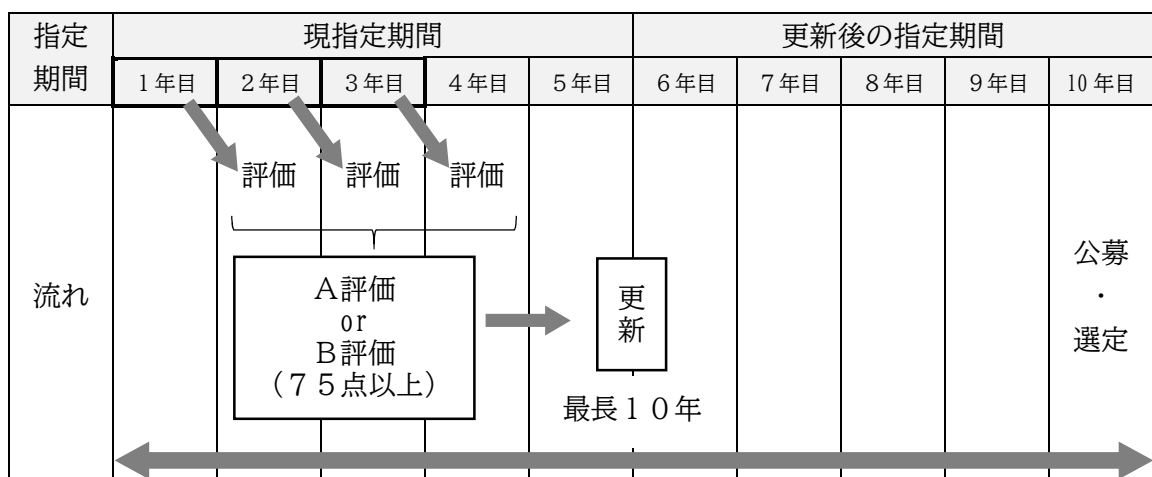 指定
期間
現指定期間
更新後の指定期間
1年目
2年目
3年目
4年目
5年目
6年目
7年目
8年目
9年目
10年目
流れ
評価
評価
評価
A評価
or
B評価
(75点以上)
更
新
最長10年
公募
・
選定